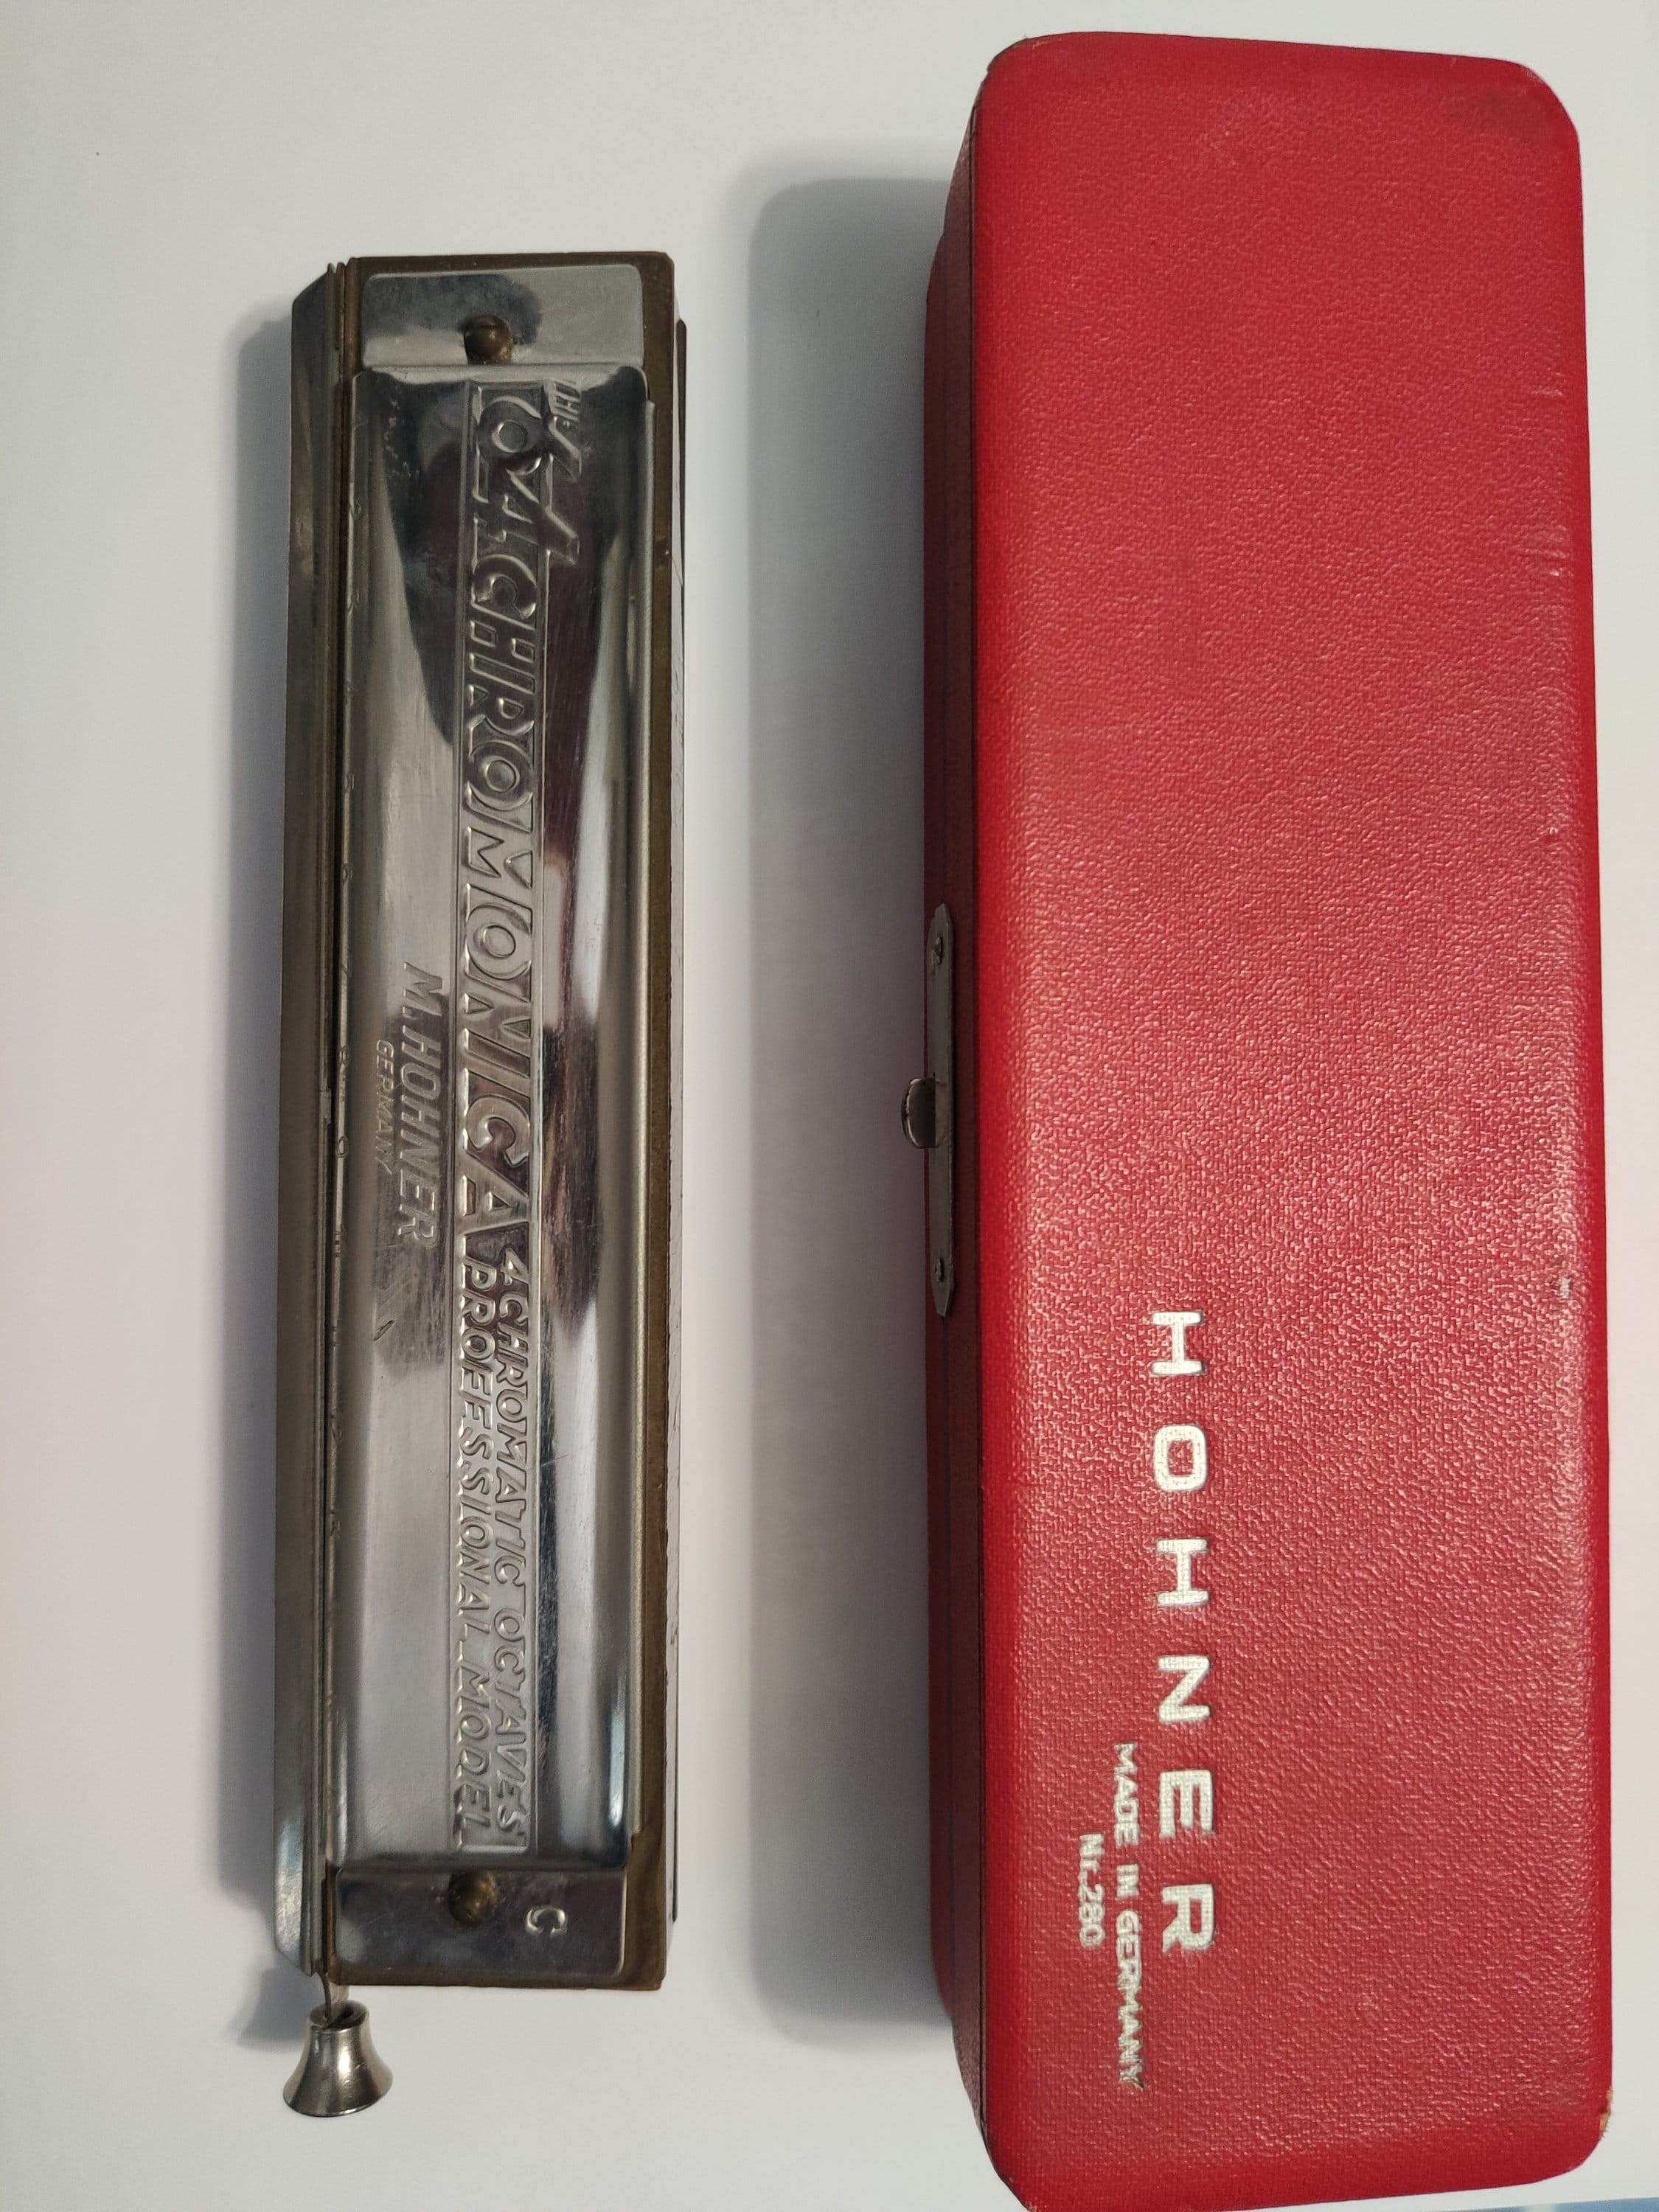 THE 64 CHROMONICA
4 CHROMATIC OCTAVES
PROFESSIONAL MODEL
M. HOHNER
GERMANY
C
HOHNER
MADE IN GERMANY
Nr. 280